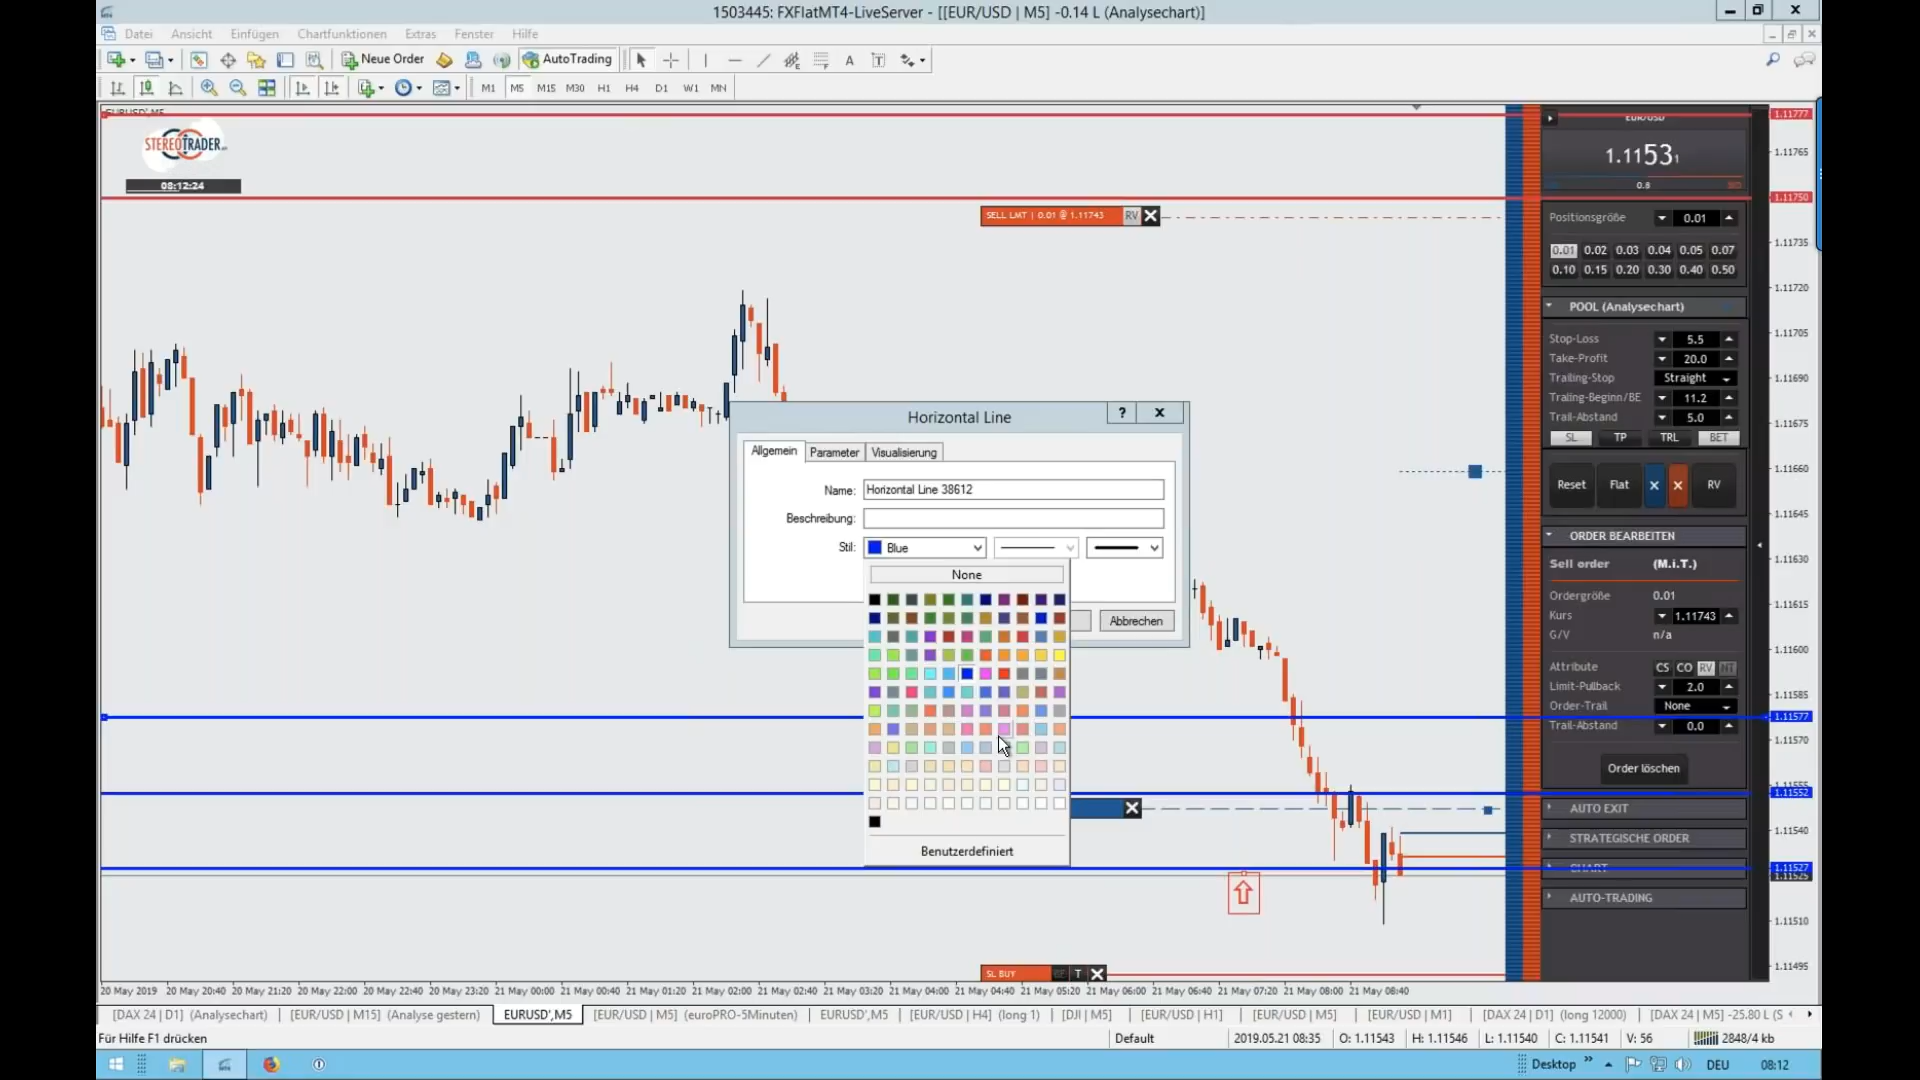 1503445: FXFlatMT4-LiveServer - [[EUR/USD | M5] -0.14 L (Analysechart)]
Datei Ansicht Einfügen Chartfunktionen Extras Fenster Hilfe
Neue Order AutoTrading
M1 M5 M15 M30 H1 H4 D1 W1 MN
STEREOTRADER
08:12:24
SELL LMT | 0.01 @ 1.11743 RV
Horizontal Line
Allgemein Parameter Visualisierung
Name: Horizontal Line 38612
Beschreibung:
Stil: Blue
None
Abbrechen
Benutzerdefiniert
SL BUY T
EUR/USD
1.11531
0.8
Positionsgröße 0.01
0.01 0.02 0.03 0.04 0.05 0.07
0.10 0.15 0.20 0.30 0.40 0.50
POOL (Analysechart)
Stop-Loss 5.5
Take-Profit 20.0
Trailing-Stop Straight
Traling-Beginn/BE 11.2
Trail-Abstand 5.0
SL TP TRL BET
Reset Flat RV
ORDER BEARBEITEN
Sell order (M.i.T.)
Ordergröße 0.01
Kurs 1.11743
G/V n/a
Attribute CS CO RV NT
Limit-Pullback 2.0
Order-Trail None
Trail-Abstand 0.0
Order löschen
AUTO EXIT
STRATEGISCHE ORDER
CHART
AUTO-TRADING
1.11777
1.11765
1.11750
1.11735
1.11720
1.11705
1.11690
1.11675
1.11660
1.11645
1.11630
1.11615
1.11600
1.11585
1.11577
1.11570
1.11552
1.11540
1.11527
1.11525
1.11510
1.11495
20 May 2019 20 May 20:40 20 May 21:20 20 May 22:00 20 May 22:40 20 May 23:20 21 May 00:00 21 May 00:40 21 May 01:20 21 May 02:00 21 May 02:40 21 May 03:20 21 May 04:00 21 May 04:40 21 May 05:20 21 May 06:00 21 May 06:40 21 May 07:20 21 May 08:00 21 May 08:40
[DAX 24 | D1] (Analysechart) [EUR/USD | M15] (Analyse gestern) EURUSD',M5 [EUR/USD | M5] (euroPRO-5Minuten) EURUSD',M5 [EUR/USD | H4] (long 1) [DJI | M5] [EUR/USD | H1] [EUR/USD | M5] [EUR/USD | M1] [DAX 24 | D1] (long 12000) [DAX 24 | M5] -25.80 L (S
Für Hilfe F1 drücken Default 2019.05.21 08:35 O: 1.11543 H: 1.11546 L: 1.11540 C: 1.11541 V: 56 2848/4 kb
Desktop DEU 08:12